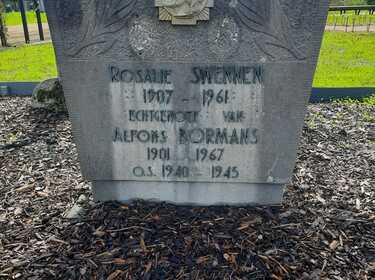 ROSALIE SWENNEN
1907 - 1961
ECHTGENOTE VAN
ALFONS BORMANS
1901 1967
O.S. 1940 - 1945